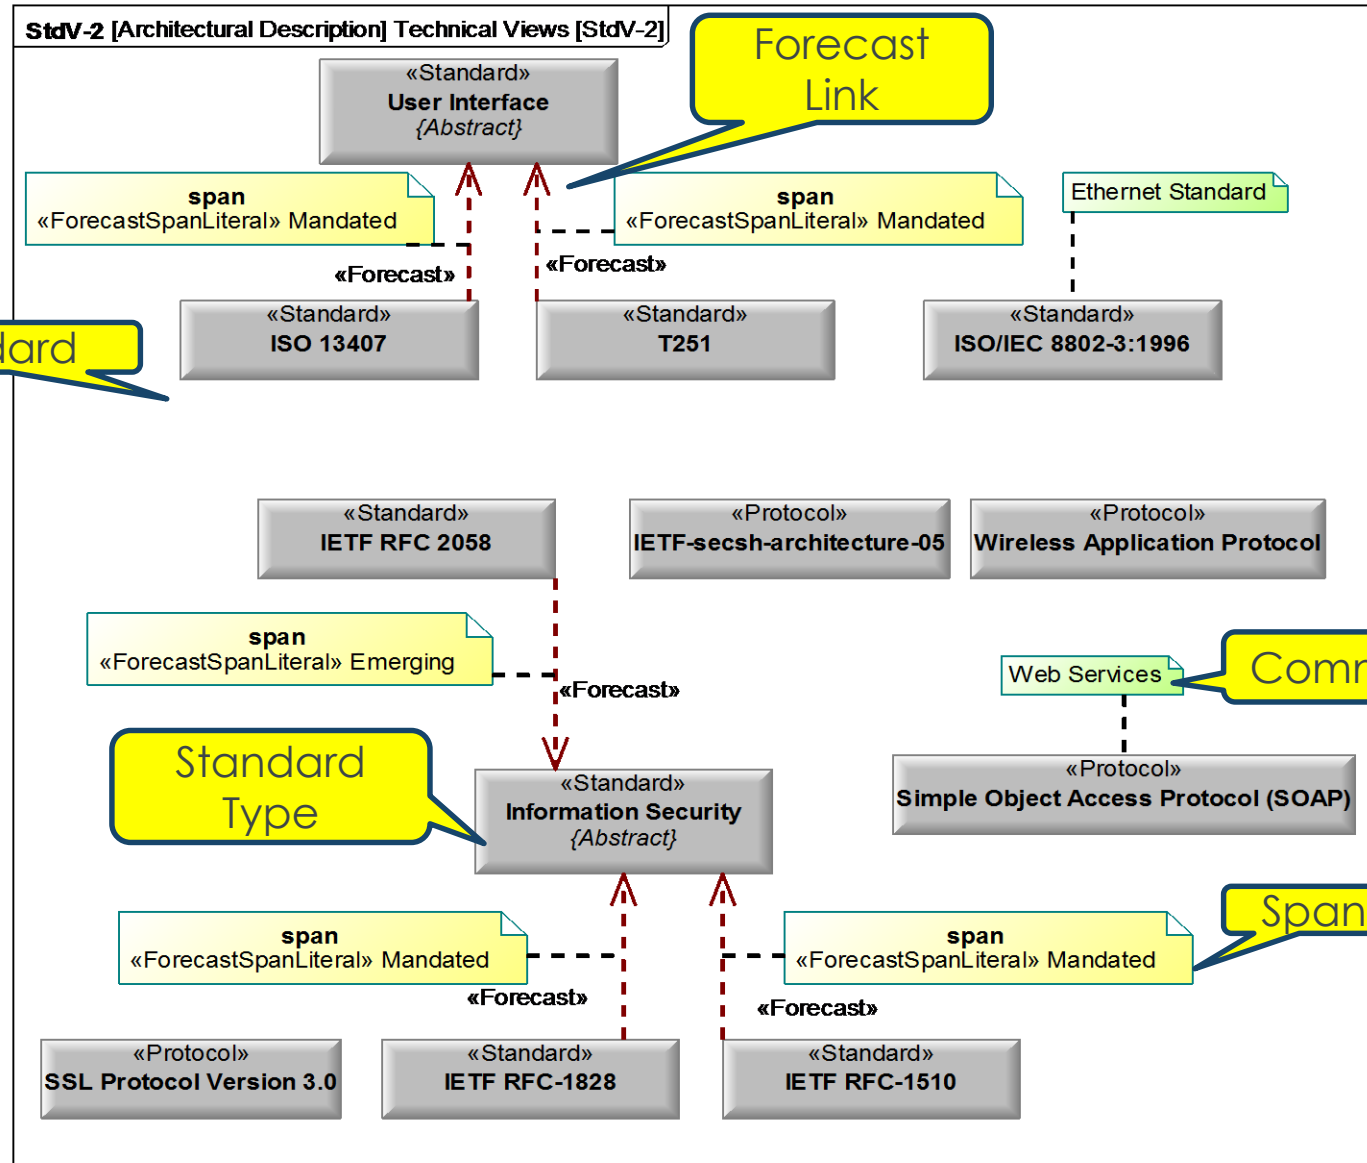 StdV-2 [Architectural Description] Technical Views [StdV-2]
«Standard»
User Interface
{Abstract}
Forecast
Link
span
«ForecastSpanLiteral» Mandated
span
«ForecastSpanLiteral» Mandated
Ethernet Standard
«Forecast»
«Forecast»
«Standard»
ISO 13407
«Standard»
T251
«Standard»
ISO/IEC 8802-3:1996
dard
«Standard»
IETF RFC 2058
«Protocol»
IETF-secsh-architecture-05
«Protocol»
Wireless Application Protocol
span
«ForecastSpanLiteral» Emerging
«Forecast»
Web Services
Comm
Standard
Type
«Standard»
Information Security
{Abstract}
«Protocol»
Simple Object Access Protocol (SOAP)
span
«ForecastSpanLiteral» Mandated
«Forecast»
span
«ForecastSpanLiteral» Mandated
«Forecast»
Span
«Protocol»
SSL Protocol Version 3.0
«Standard»
IETF RFC-1828
«Standard»
IETF RFC-1510